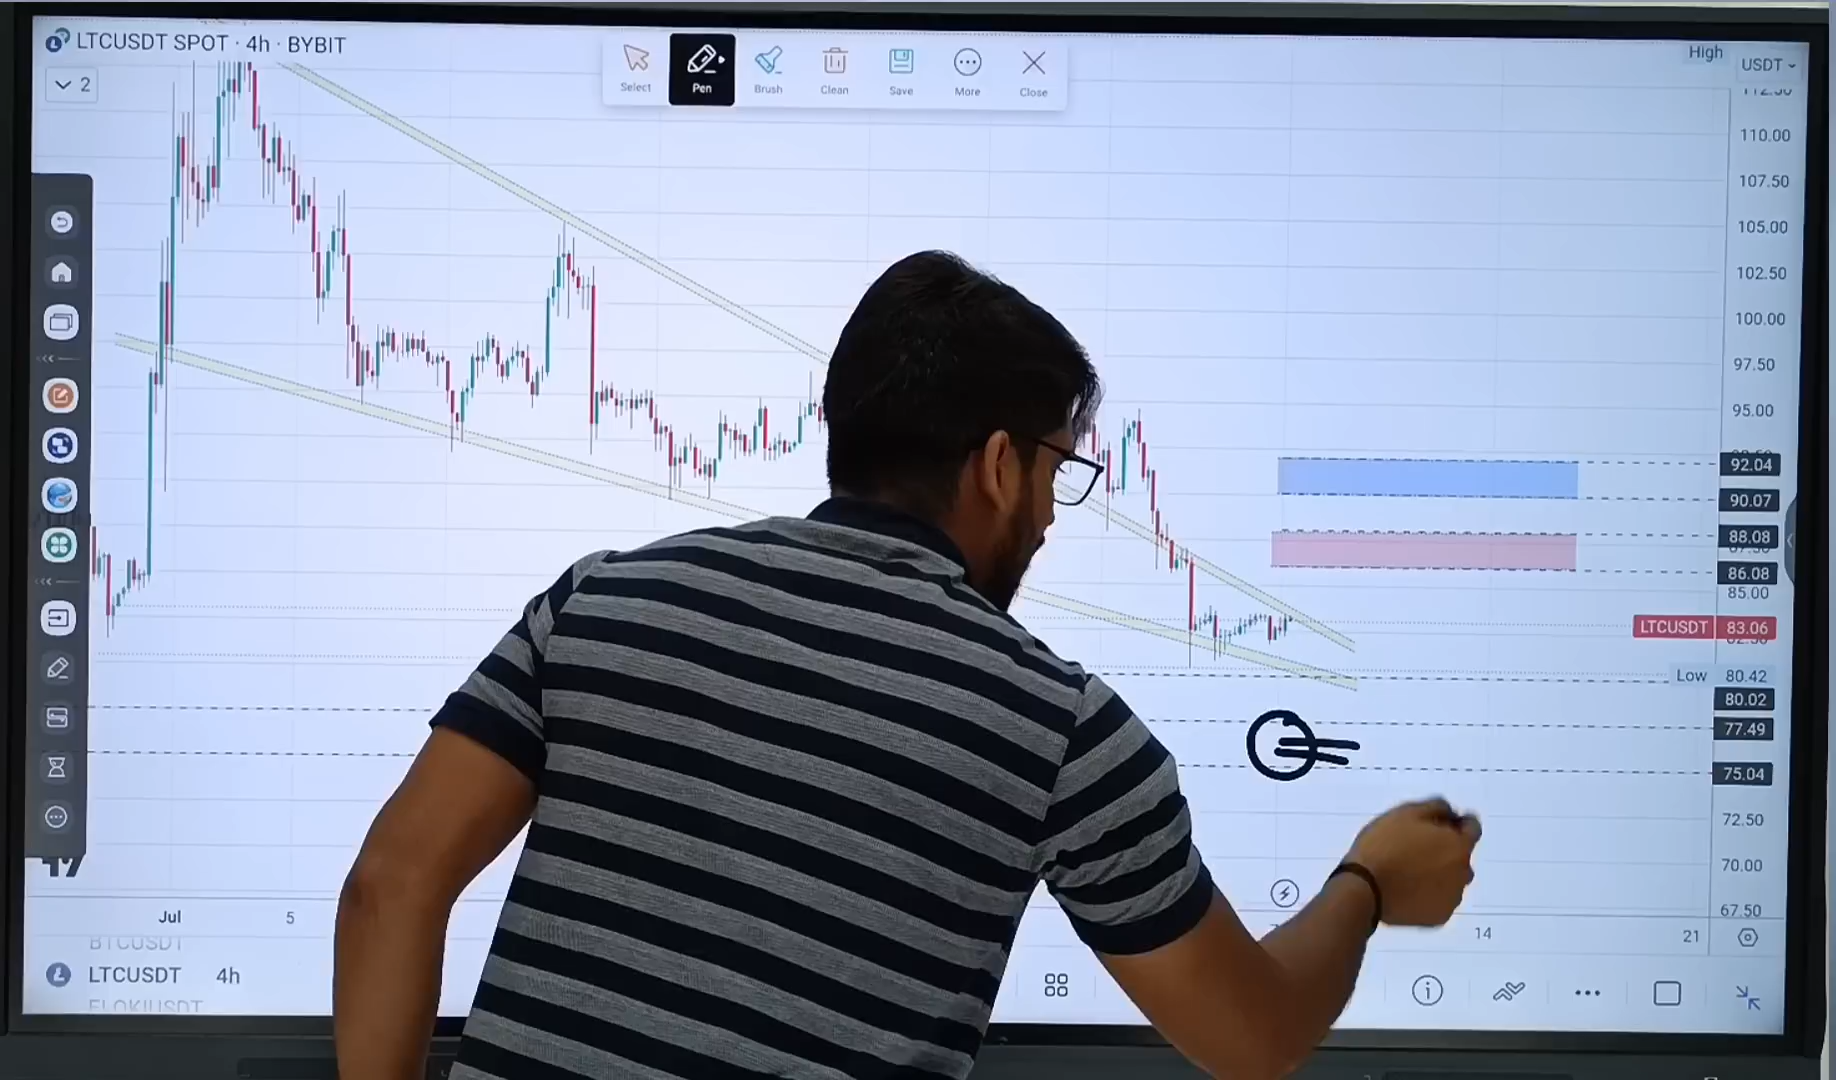 LTCUSDT SPOT · 4h · BYBIT
2
Select
Pen
Brush
Clean
Save
More
Close
High
USDT
110.00
107.50
105.00
102.50
100.00
97.50
95.00
92.04
90.07
88.08
86.08
85.00
LTCUSDT 83.06
Low 80.42
80.02
77.49
75.04
72.50
70.00
67.50
Jul
5
14
21
BTCUSDT
LTCUSDT 4h